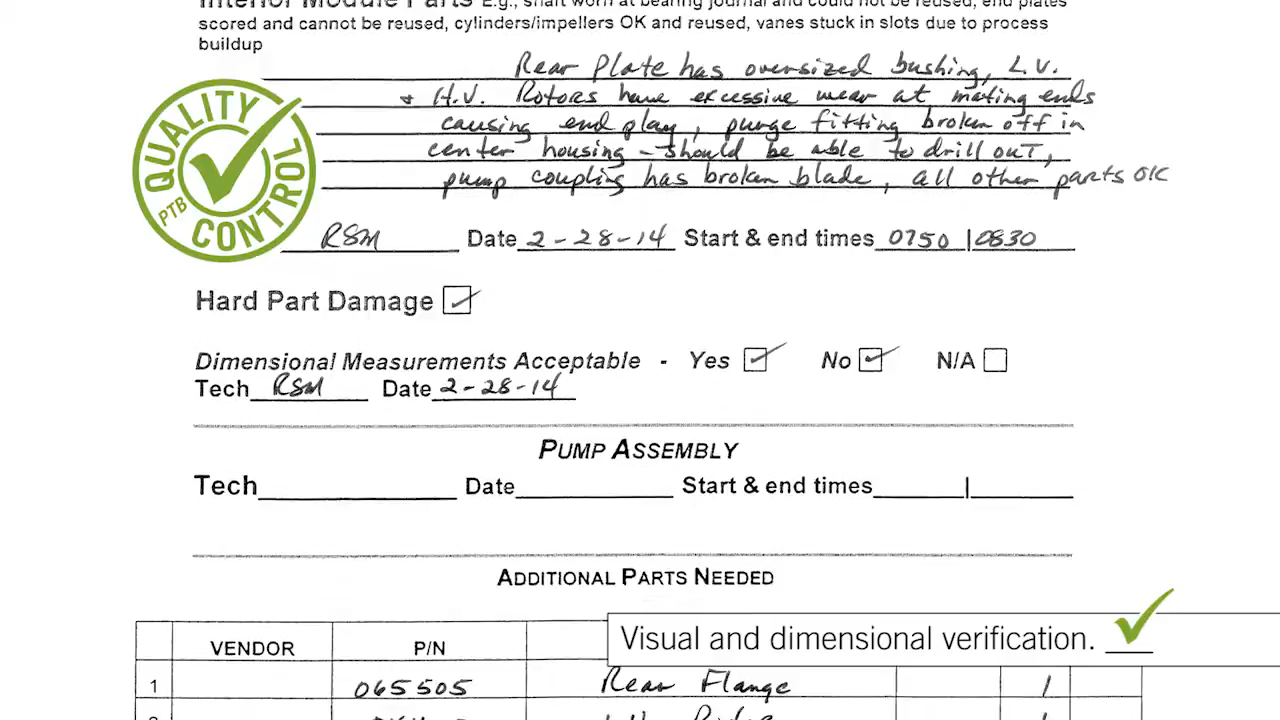 Interior Module Parts E.g., shaft worn at bearing journal and could not be reused, end plates
scored and cannot be reused, cylinders/impellers OK and reused, vanes stuck in slots due to process
buildup
Rear Plate has oversized bushing, L.V.
+ H.V. Rotors have excessive wear at mating ends
causing end play, purge fitting broken off in
center housing - should be able to drill out,
pump coupling has broken blade, all other parts OK
QUALITY CONTROL PTB
RSM Date 2-28-14 Start & end times 0750 | 0830
Hard Part Damage
Dimensional Measurements Acceptable - Yes No N/A
Tech RSM Date 2-28-14
PUMP ASSEMBLY
Tech Date Start & end times |
ADDITIONAL PARTS NEEDED
VENDOR P/N
Visual and dimensional verification.
1 065505 Rear Flange 1